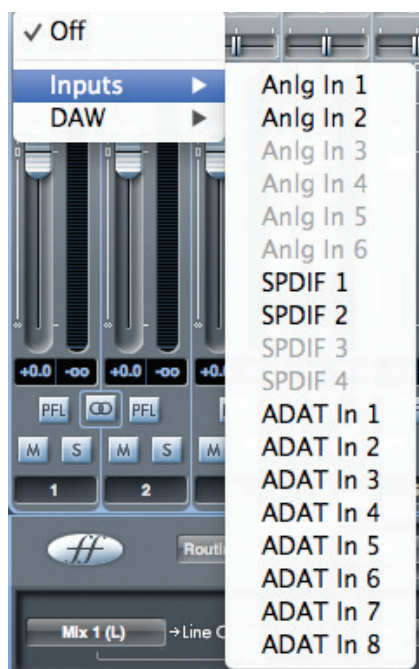 ✓ Off
Inputs ▶
DAW ▶
Anlg In 1
Anlg In 2
Anlg In 3
Anlg In 4
Anlg In 5
Anlg In 6
SPDIF 1
SPDIF 2
SPDIF 3
SPDIF 4
ADAT In 1
ADAT In 2
ADAT In 3
ADAT In 4
ADAT In 5
ADAT In 6
ADAT In 7
ADAT In 8
+0.0 -oo +0.0 -oo +0.
PFL PFL
M S M S M
1 2
ff Routi
Mix 1 (L) →Line O